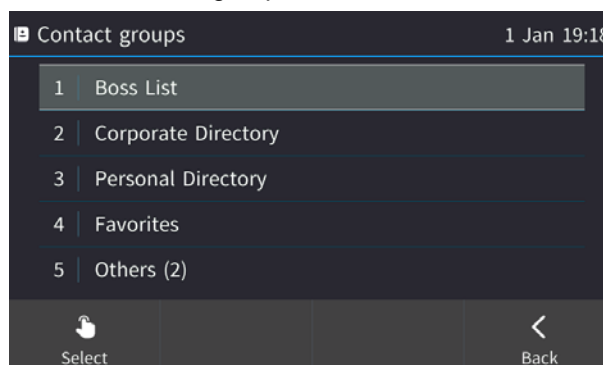 Contact groups 1 Jan 19:18
1 Boss List
2 Corporate Directory
3 Personal Directory
4 Favorites
5 Others (2)
Select Back